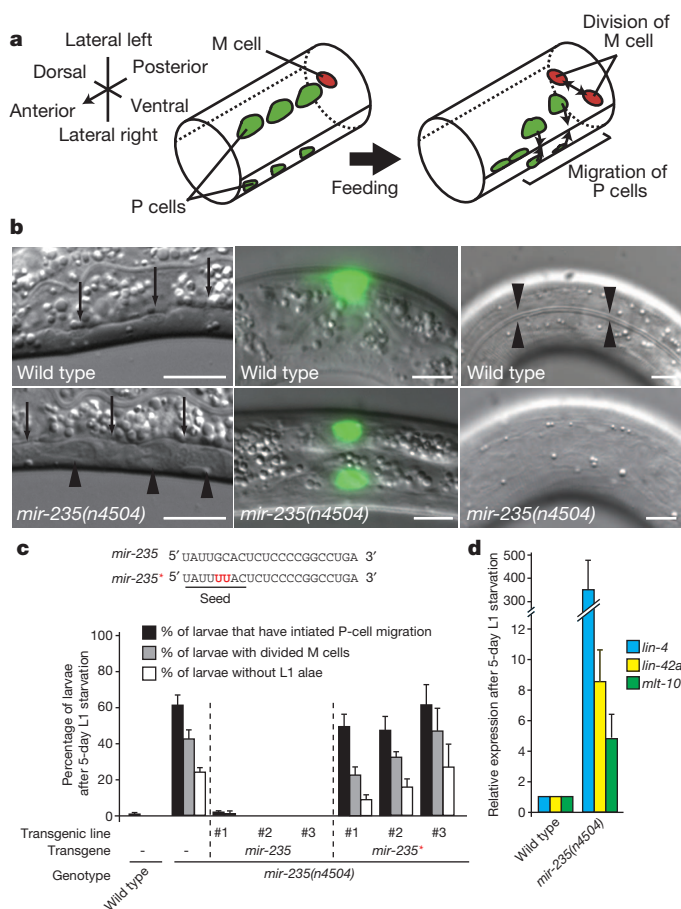 a
Lateral left
Dorsal
Posterior
Anterior
Ventral
Lateral right
M cell
P cells
Feeding
Division of
M cell
Migration of
P cells
b
Wild type
Wild type
Wild type
mir-235(n4504)
mir-235(n4504)
mir-235(n4504)
c
mir-235 5′ UAUUGCACUCUCCCCGGCCUGA 3′
mir-235* 5′ UAUUUUACUCUCCCCGGCCUGA 3′
Seed
% of larvae that have intiated P-cell migration
% of larvae with divided M cells
% of larvae without L1 alae
Percentage of larvae
after 5-day L1 starvation
100
80
60
40
20
0
Transgenic line #1 #2 #3 #1 #2 #3
Transgene - - mir-235 mir-235*
Genotype Wild type mir-235(n4504)
d
Relative expression after 5-day L1 starvation
500
300
12
10
8
6
4
2
0
lin-4
lin-42a
mlt-10
Wild type
mir-235(n4504)